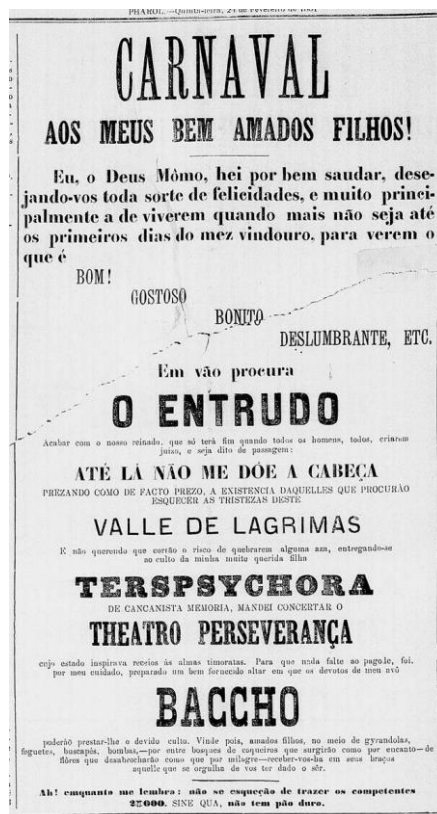 PHAROL.—Quinta-feira, 24 de Fevereiro de 1881
CARNAVAL
AOS MEUS BEM AMADOS FILHOS!
Eu, o Deus Mômo, hei por bem saudar, dese-
jando-vos toda sorte de felicidades, e muito princi-
palmente a de viverem quando mais não seja até
os primeiros dias do mez vindouro, para verem o
que é
BOM!
GOSTOSO
BONITO
DESLUMBRANTE, ETC.
Em vão procura
O ENTRUDO
Acabar com o nosso reinado, que só terá fim quando todos os homens, todos, criarem
juizo, e seja dito de passagem:
ATÉ LÁ NÃO ME DÓE A CABEÇA
PREZANDO COMO DE FACTO PREZO, A EXISTENCIA DAQUELLES QUE PROCURÃO
ESQUECER AS TRISTEZAS DESTE
VALLE DE LAGRIMAS
E não querendo que corrão o risco de quebrarem alguma aza, entregando-se
ao culto da minha muito querida filha
TERSPSYCHORA
DE CANCANISTA MEMORIA, MANDEI CONCERTAR O
THEATRO PERSEVERANÇA
cujo estado inspirava receios ás almas timoratas. Para que nada falte ao pagode, foi,
por meu cuidado, preparado um bem fornecido altar em que os devotos de meu avô
BACCHO
poderão prestar-lhe o devido culto. Vinde pois, amados filhos, no meio de gyrandolas,
foguetes, buscapés, bombas,—por entre bosques de coqueiros que surgirão como por encanto—de
flôres que desabrocharão como que por milagre—receber-vos-ha em seus braços
aquelle que se orgulha de vos ter dado o sêr.
Ah! emquanto me lembra: não se esqueção de trazer os competentes
2$000. SINE QUA, não tem pão duro.